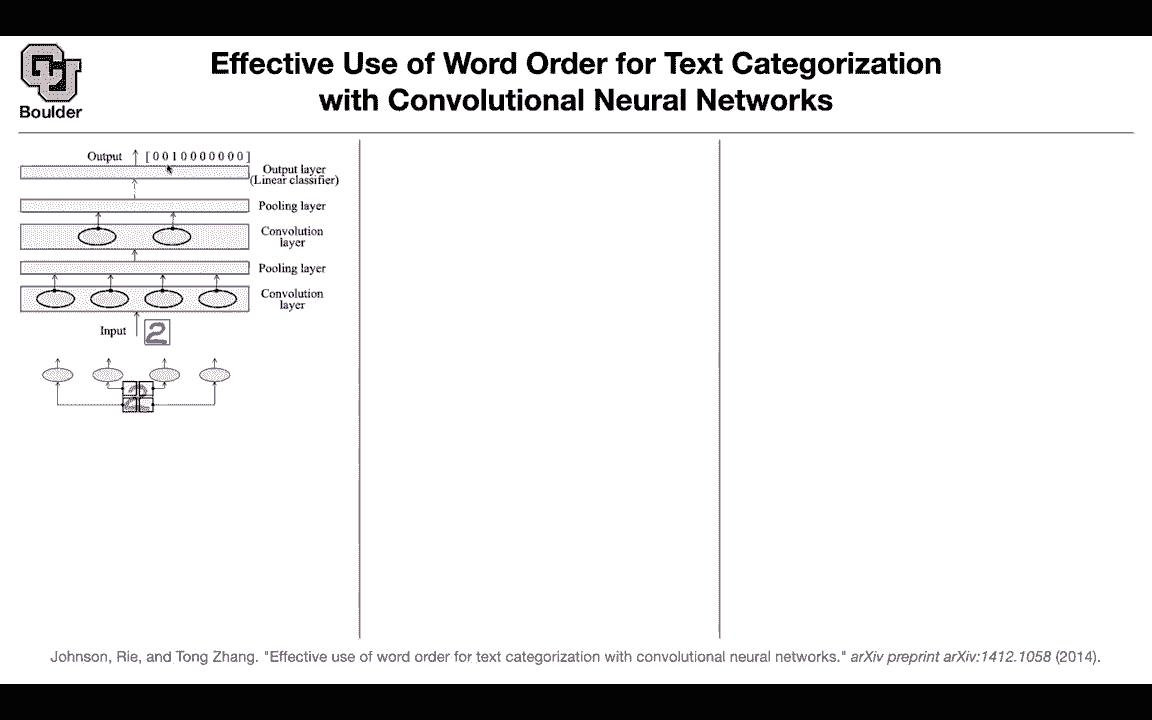 Boulder
Effective Use of Word Order for Text Categorization
with Convolutional Neural Networks
Output [ 0 0 1 0 0 0 0 0 0 0 ]
Output layer
(Linear classifier)
Pooling layer
Convolution
layer
Pooling layer
Convolution
layer
Input 2
Johnson, Rie, and Tong Zhang. "Effective use of word order for text categorization with convolutional neural networks." arXiv preprint arXiv:1412.1058 (2014).